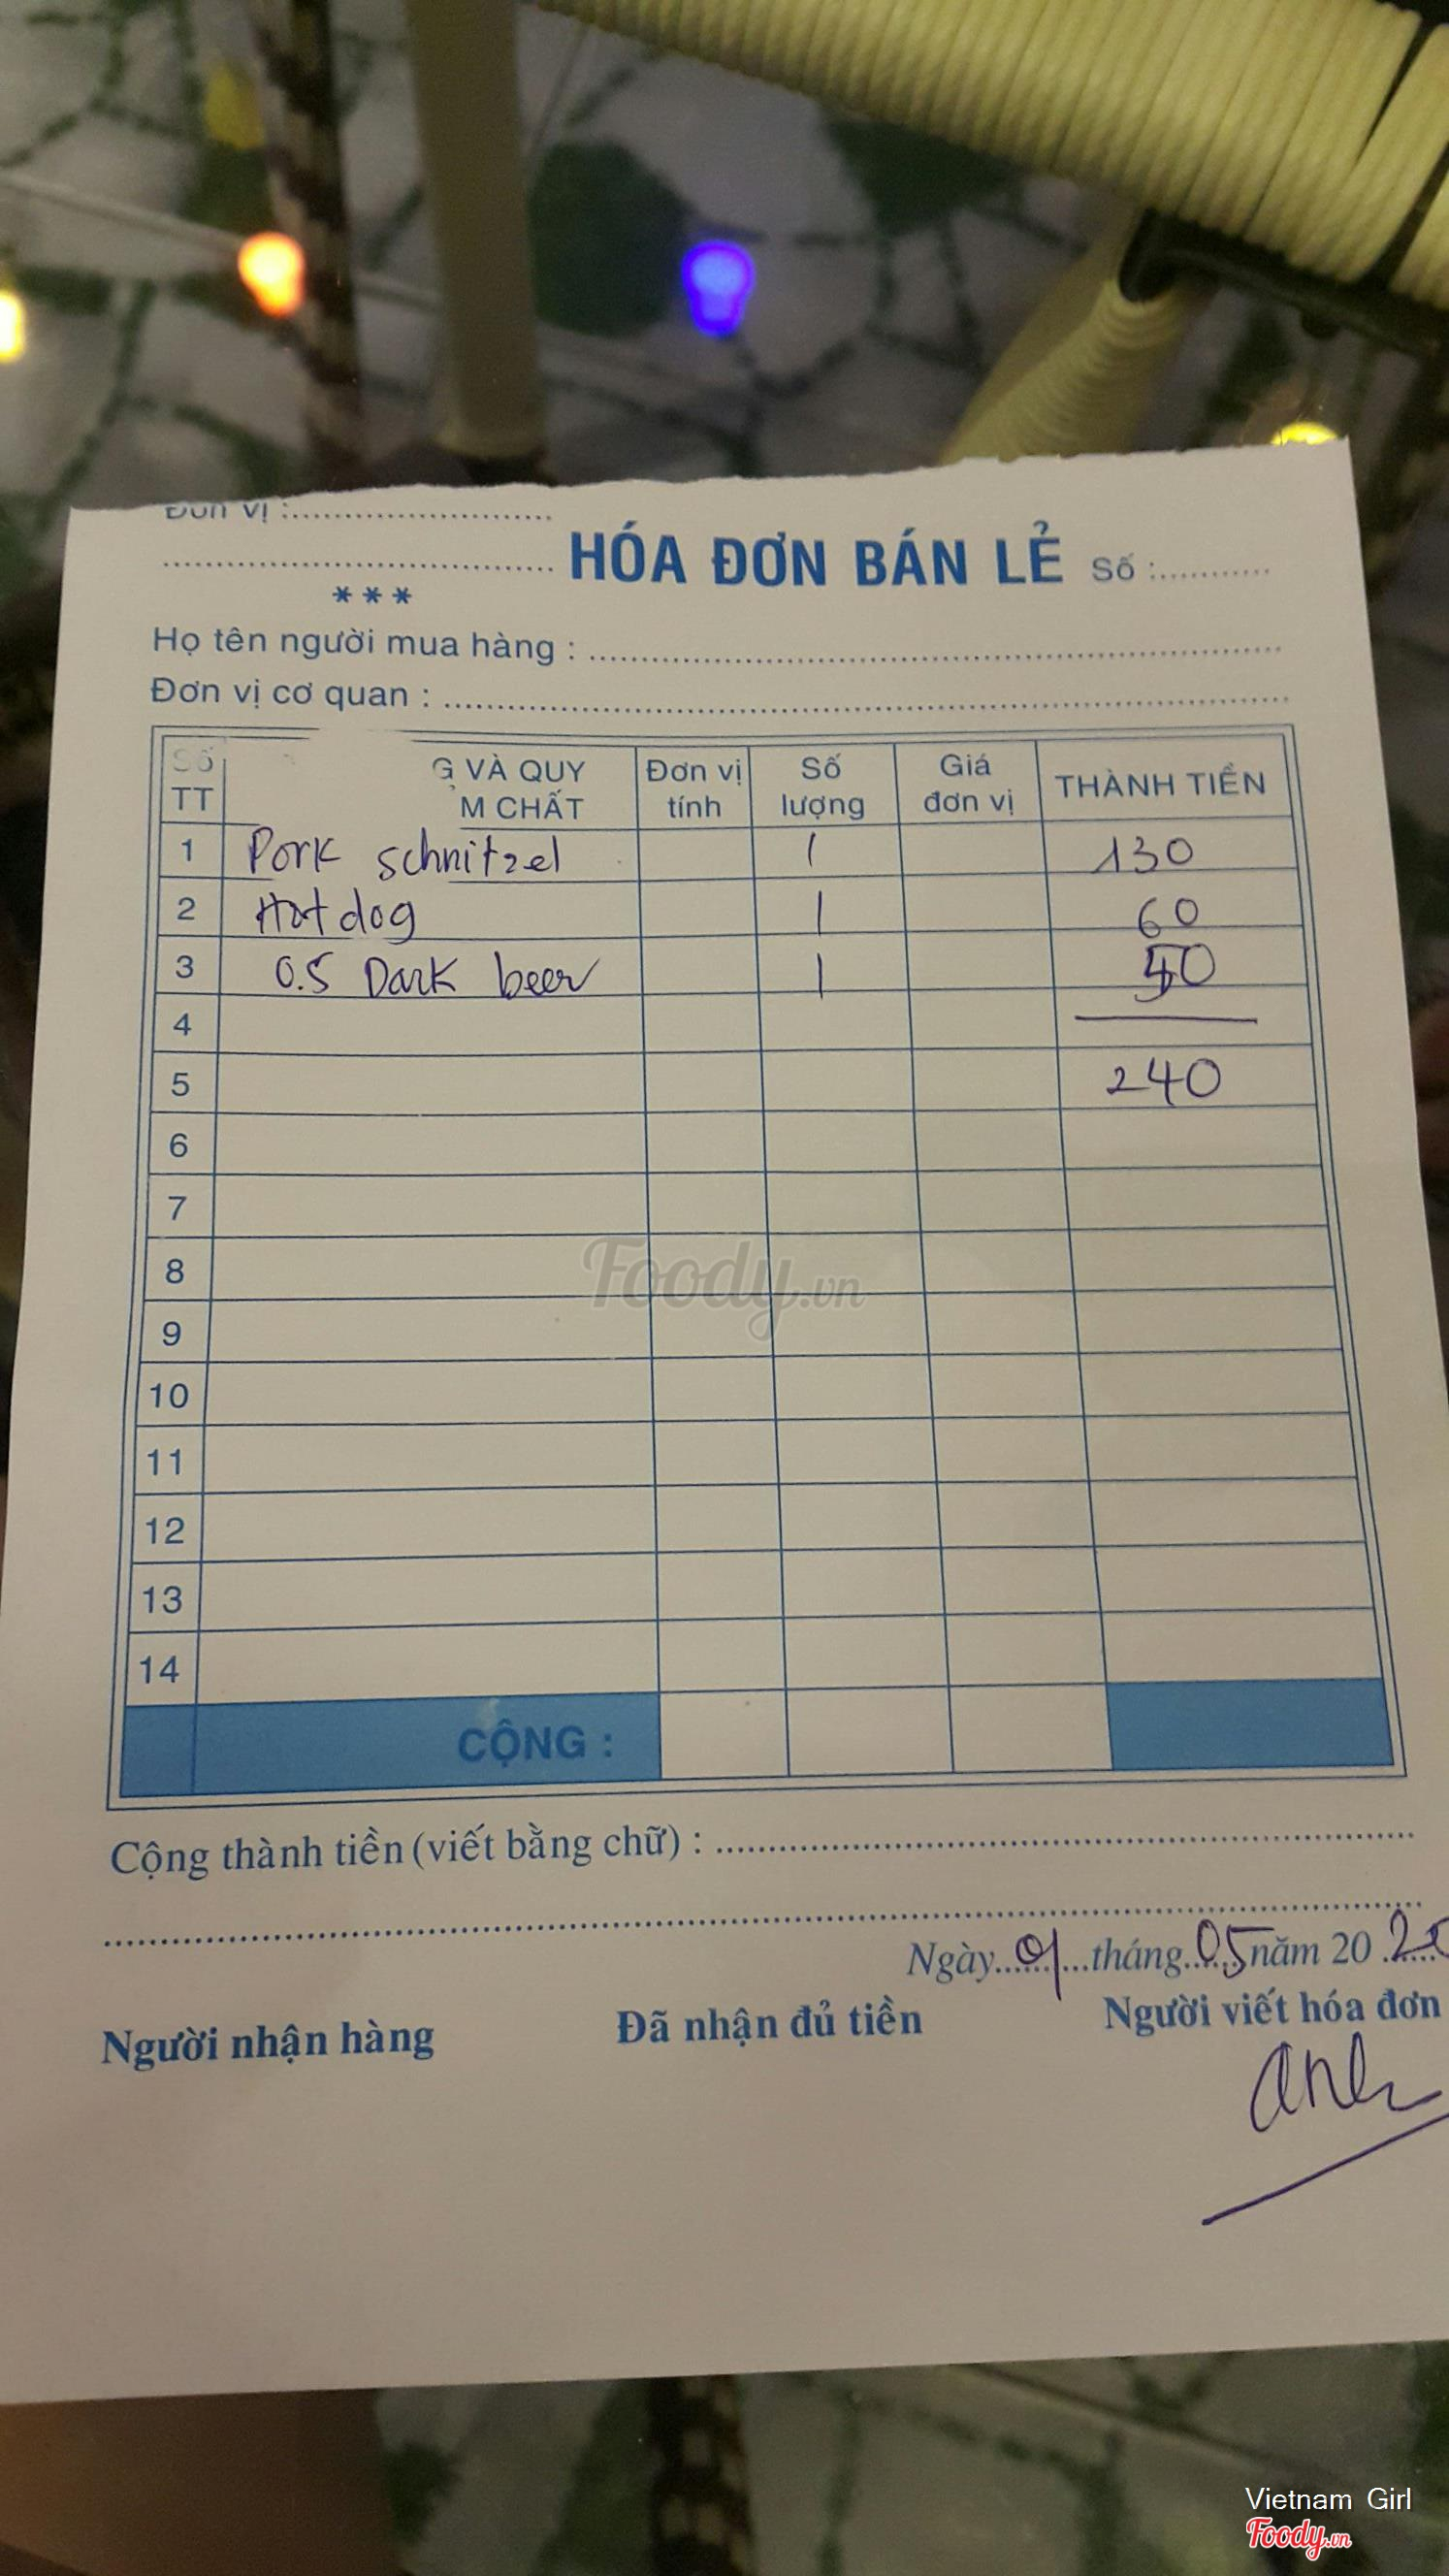 Đơn vị :
HÓA ĐƠN BÁN LẺ Số :
***
Họ tên người mua hàng :
Đơn vị cơ quan :
Số TT G VÀ QUY M CHẤT Đơn vị tính Số lượng Giá đơn vị THÀNH TIỀN
1 Pork schnitzel 1 130
2 Hot dog 1 60
3 0.5 Dark beer 1 50
4
5 240
6
7
8
Foody.vn
9
10
11
12
13
14
CỘNG :
Cộng thành tiền (viết bằng chữ) :
Ngày 01 tháng 05 năm 20 20
Người nhận hàng Đã nhận đủ tiền Người viết hóa đơn
anh
Vietnam Girl
Foody.vn